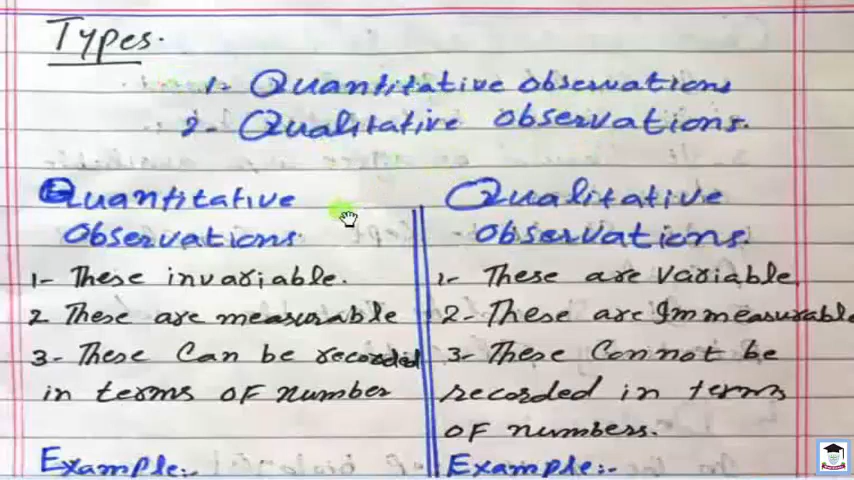 Types.
1- Quantitative observations
2- Qualitative observations.
Quantitative
observations.
1- These invariable.
2 These are measurable
3- These Can be recorded
in terms OF number
Example:-
Qualitative
observations.
1- These are variable.
2- These are Immeasurable
3- These Connot be
recorded in terms
OF numbers.
Example:-